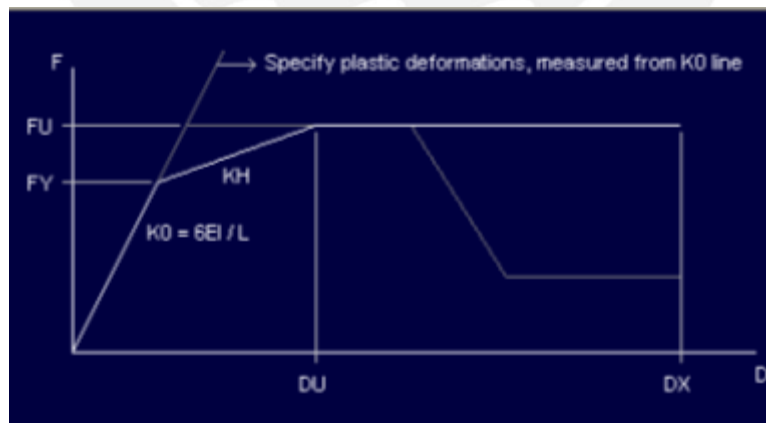 F
Specify plastic deformations, measured from K0 line
FU
FY
KH
K0 = 6EI / L
DU
DX
D